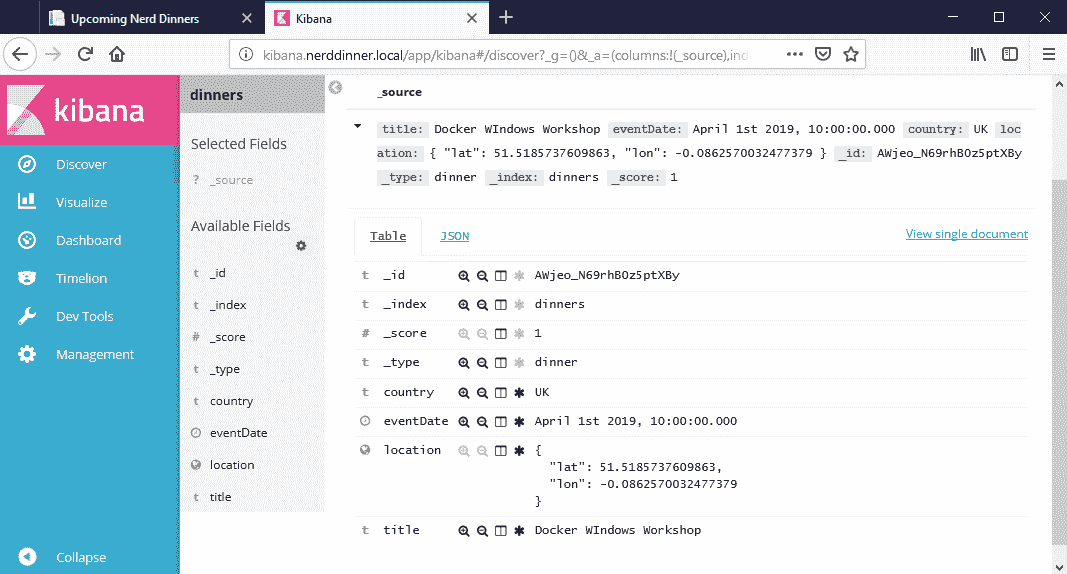 Upcoming Nerd Dinners
Kibana
kibana.nerddinner.local/app/kibana#/discover?_g=()&_a=(columns:!(_source),ind
kibana
Discover
Visualize
Dashboard
Timelion
Dev Tools
Management
Collapse
dinners
Selected Fields
? _source
Available Fields
t _id
t _index
# _score
t _type
t country
eventDate
location
t title
_source
title: Docker WIndows Workshop eventDate: April 1st 2019, 10:00:00.000 country: UK loc
ation: { "lat": 51.5185737609863, "lon": -0.0862570032477379 } _id: AWjeo_N69rhB0z5ptXBy
_type: dinner _index: dinners _score: 1
Table JSON View single document
t _id AWjeo_N69rhB0z5ptXBy
t _index dinners
# _score 1
t _type dinner
t country UK
eventDate April 1st 2019, 10:00:00.000
location {
"lat": 51.5185737609863,
"lon": -0.0862570032477379
}
t title Docker WIndows Workshop